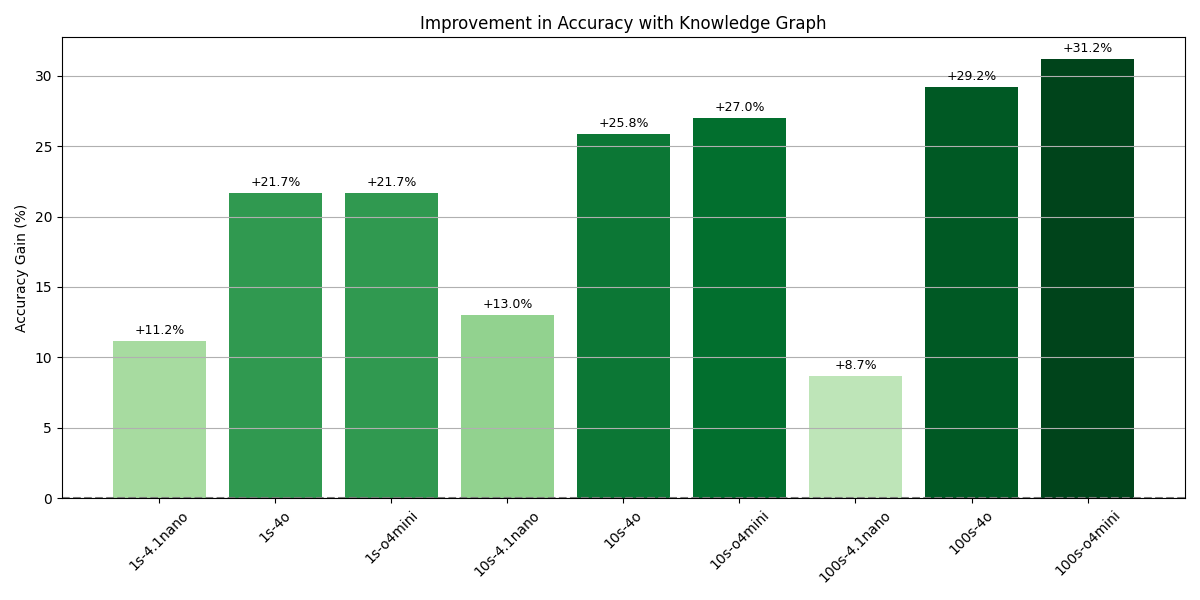 Improvement in Accuracy with Knowledge Graph
Accuracy Gain (%)
30
25
20
15
10
5
0
+11.2%
+21.7%
+21.7%
+13.0%
+25.8%
+27.0%
+8.7%
+29.2%
+31.2%
1s-4.1nano
1s-4o
1s-o4mini
10s-4.1nano
10s-4o
10s-o4mini
100s-4.1nano
100s-4o
100s-o4mini